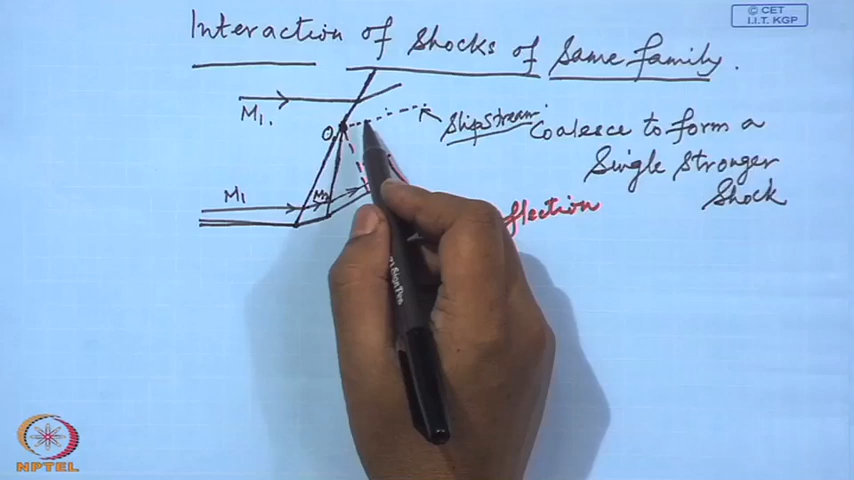 © CET
I.I.T. KGP
Interaction of Shocks of Same family.
M1.
O
Slipstream
Coalesce to form a
Single Stronger
Shock
M1
M2
flection
NPTEL